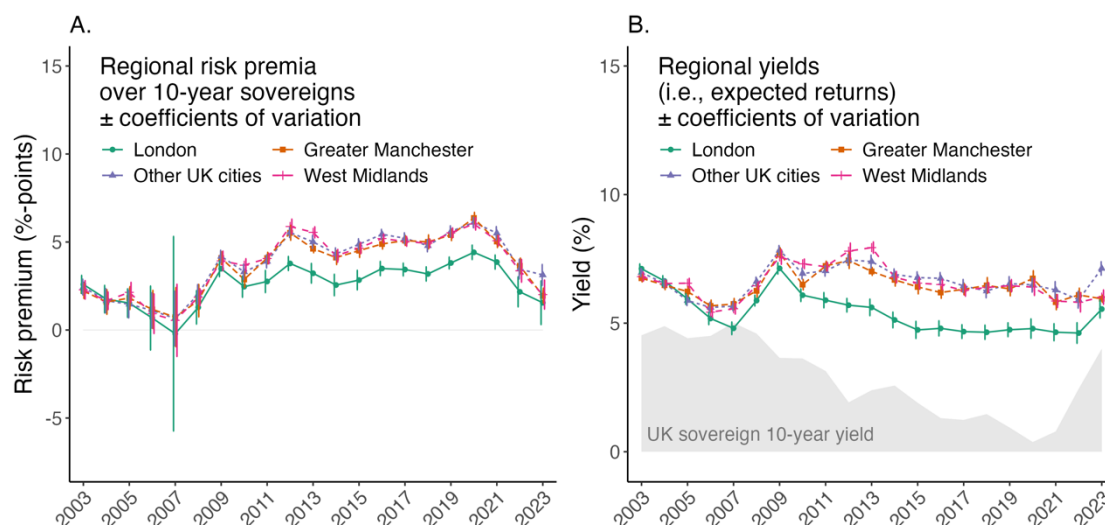 A.
Regional risk premia
over 10-year sovereigns
± coefficients of variation
London
Greater Manchester
Other UK cities
West Midlands
Risk premium (%-points)
15
10
5
0
-5
2003
2005
2007
2009
2011
2013
2015
2017
2019
2021
2023
B.
Regional yields
(i.e., expected returns)
± coefficients of variation
London
Greater Manchester
Other UK cities
West Midlands
Yield (%)
15
10
5
0
UK sovereign 10-year yield
2003
2005
2007
2009
2011
2013
2015
2017
2019
2021
2023